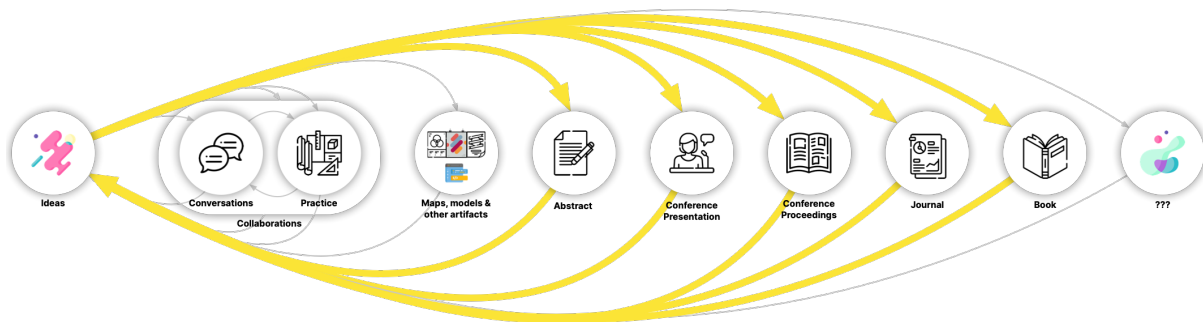 Ideas
Conversations
Practice
Collaborations
Maps, models &
other artifacts
Abstract
Conference
Presentation
Conference
Proceedings
Journal
Book
???